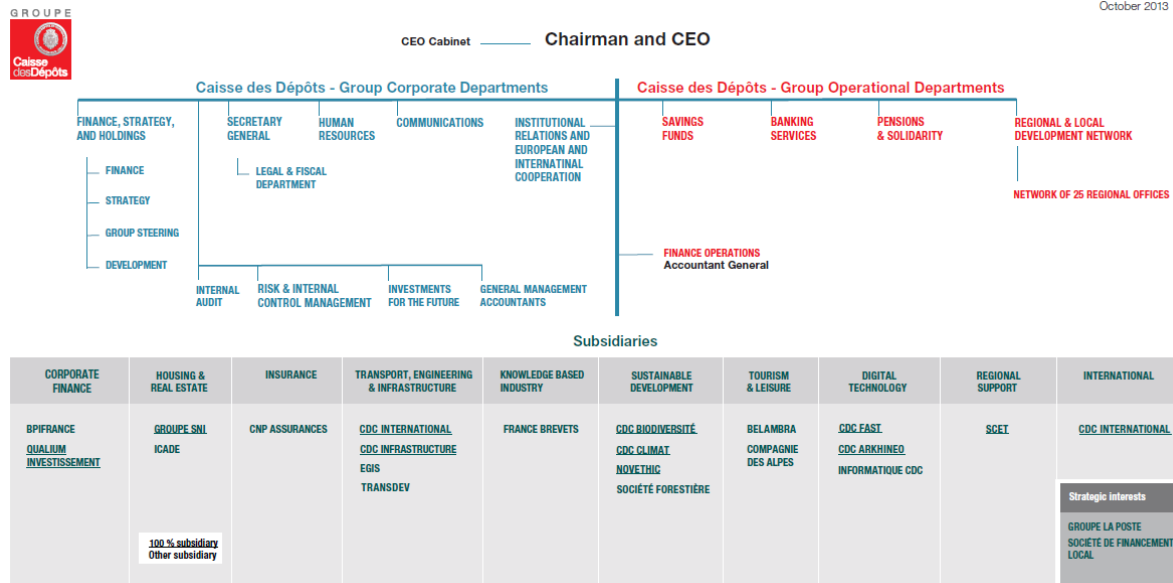 GROUPE
Caisse
desDépôts
October 2013
CEO Cabinet
Chairman and CEO
Caisse des Dépôts - Group Corporate Departments
Caisse des Dépôts - Group Operational Departments
FINANCE, STRATEGY,
AND HOLDINGS
FINANCE
STRATEGY
GROUP STEERING
DEVELOPMENT
SECRETARY
GENERAL
LEGAL & FISCAL
DEPARTMENT
HUMAN
RESOURCES
COMMUNICATIONS
INSTITUTIONAL
RELATIONS AND
EUROPEAN AND
INTERNATINAL
COOPERATION
INTERNAL
AUDIT
RISK & INTERNAL
CONTROL MANAGEMENT
INVESTMENTS
FOR THE FUTURE
GENERAL MANAGEMENT
ACCOUNTANTS
SAVINGS
FUNDS
BANKING
SERVICES
PENSIONS
& SOLIDARITY
REGIONAL & LOCAL
DEVELOPMENT NETWORK
NETWORK OF 25 REGIONAL OFFICES
FINANCE OPERATIONS
Accountant General
Subsidiaries
CORPORATE
FINANCE
BPIFRANCE
QUALIUM
INVESTISSEMENT
HOUSING &
REAL ESTATE
GROUPE SNI
ICADE
100 % subsidiary
Other subsidiary
INSURANCE
CNP ASSURANCES
TRANSPORT, ENGINEERING
& INFRASTRUCTURE
CDC INTERNATIONAL
CDC INFRASTRUCTURE
EGIS
TRANSDEV
KNOWLEDGE BASED
INDUSTRY
FRANCE BREVETS
SUSTAINABLE
DEVELOPMENT
CDC BIODIVERSITÉ
CDC CLIMAT
NOVETHIC
SOCIÉTÉ FORESTIÈRE
TOURISM
& LEISURE
BELAMBRA
COMPAGNIE
DES ALPES
DIGITAL
TECHNOLOGY
CDC FAST
CDC ARKHINEO
INFORMATIQUE CDC
REGIONAL
SUPPORT
SCET
INTERNATIONAL
CDC INTERNATIONAL
Strategic interests
GROUPE LA POSTE
SOCIÉTÉ DE FINANCEMENT
LOCAL